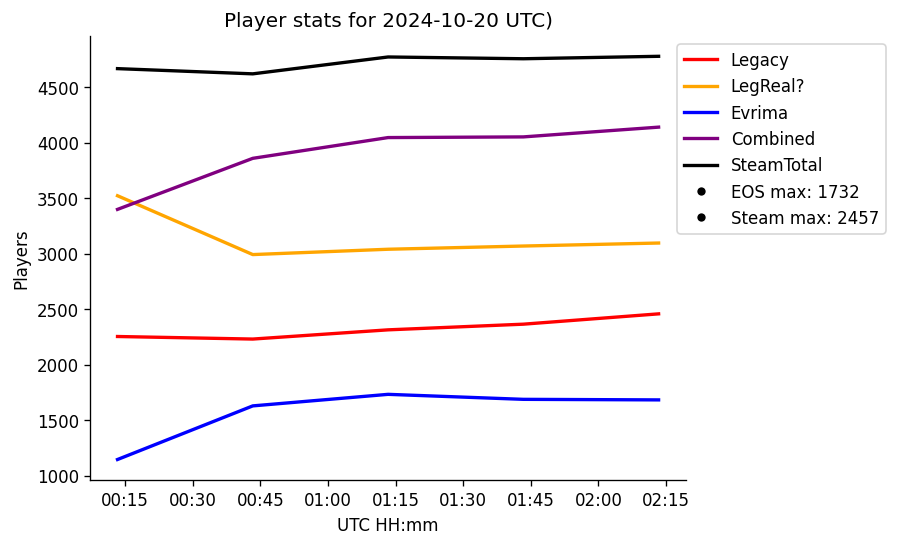 Player stats for 2024-10-20 UTC)
Legacy
LegReal?
Evrima
Combined
SteamTotal
EOS max: 1732
Steam max: 2457
Players
4500
4000
3500
3000
2500
2000
1500
1000
00:15 00:30 00:45 01:00 01:15 01:30 01:45 02:00 02:15
UTC HH:mm